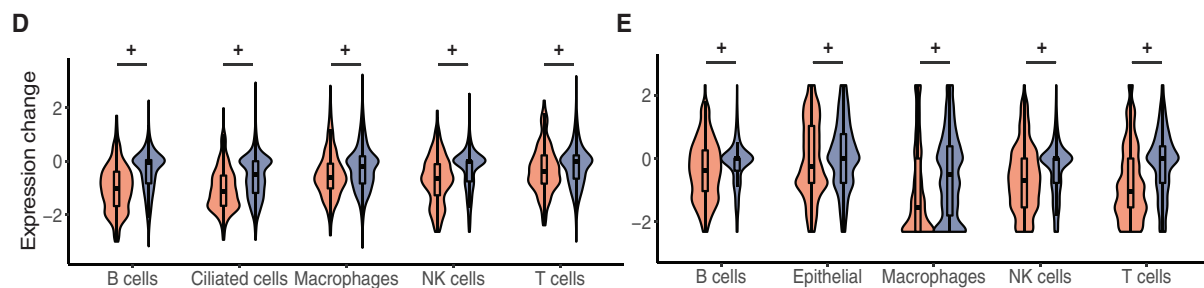 D
E
+ + + + +
+ + + + +
Expression change
2
0
−2
2
0
−2
B cells Ciliated cells Macrophages NK cells T cells
B cells Epithelial Macrophages NK cells T cells